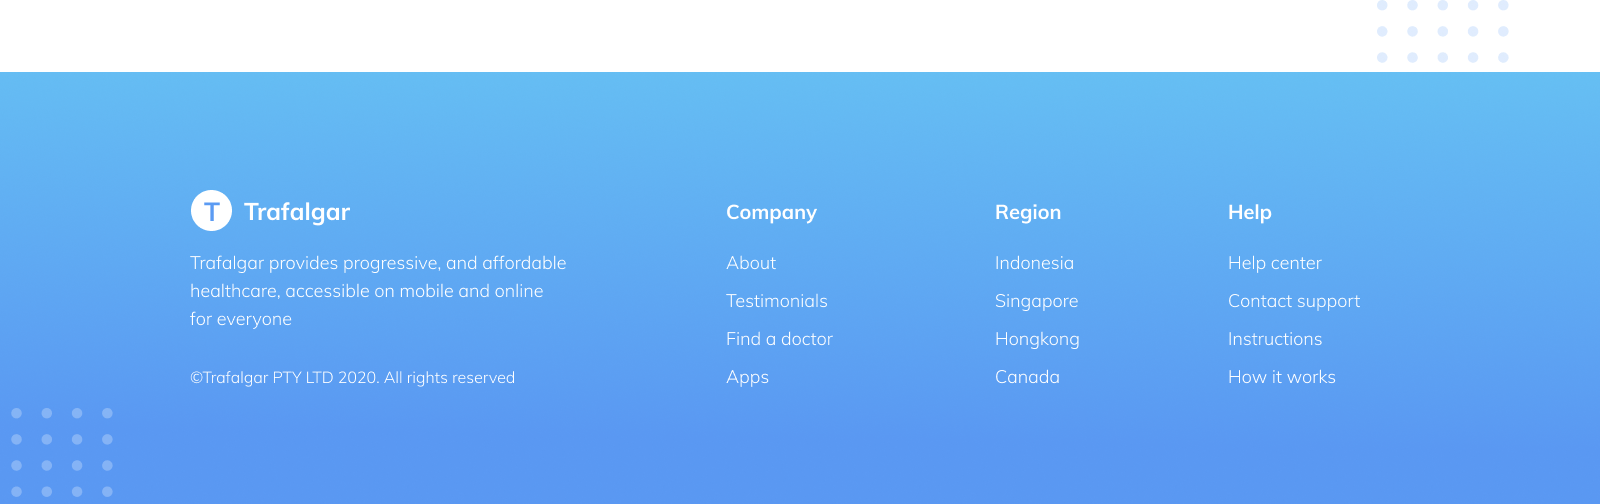 T Trafalgar
Trafalgar provides progressive, and affordable
healthcare, accessible on mobile and online
for everyone
©Trafalgar PTY LTD 2020. All rights reserved
Company
About
Testimonials
Find a doctor
Apps
Region
Indonesia
Singapore
Hongkong
Canada
Help
Help center
Contact support
Instructions
How it works